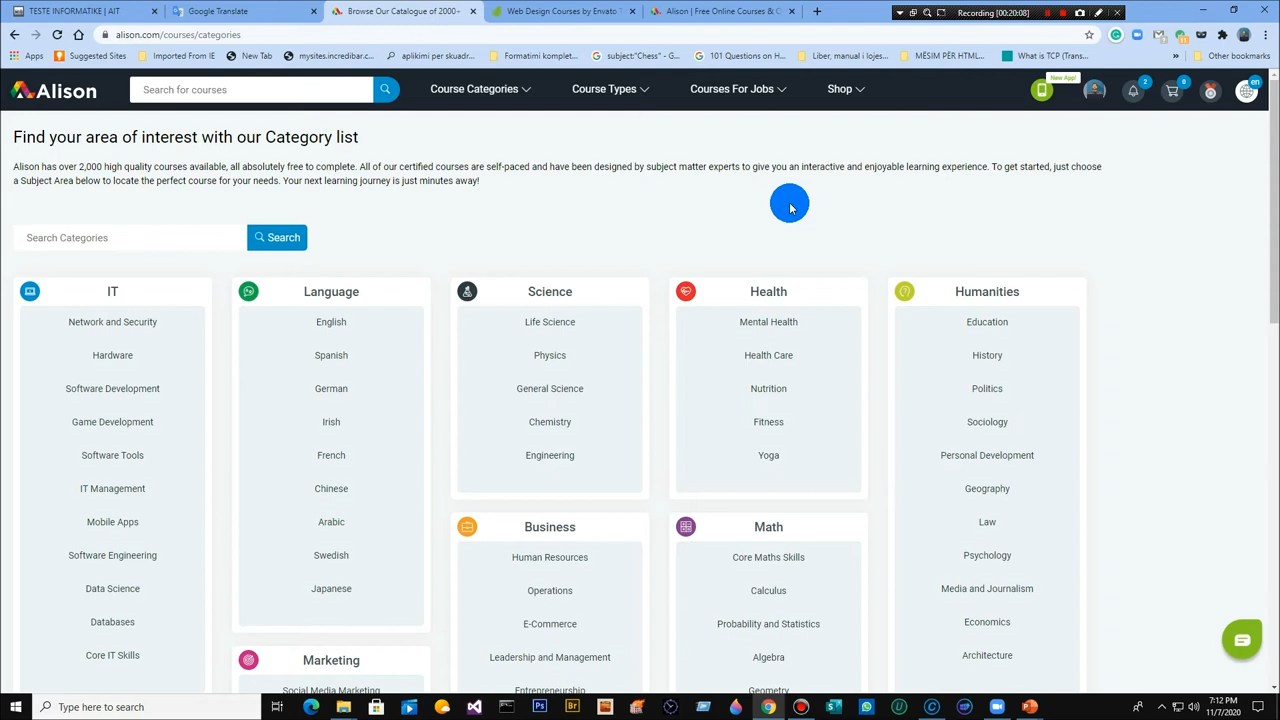 TESTE INFORMATIKE | AIT
Google Translate
Browse Our Catalogue of 2000+
Web Design Courses by Envato T
Alison | Free Online Courses & C
Recording [00:20:08]
alison.com/courses/categories
Apps
Suggested Sites
Imported From IE
New Tab
mysites.incredibar.c...
aplikimi per skuadr...
Formatimi komplet...
subject:"Chess" - G...
101 Questions on H...
Liber, manual i lojes...
MËSIM PËR HTML...
What is TCP (Trans...
Other bookmarks
Alison
Search for courses
Course Categories
Course Types
Courses For Jobs
Shop
New App!
2
0
en
Find your area of interest with our Category list
Alison has over 2,000 high quality courses available, all absolutely free to complete. All of our certified courses are self-paced and have been designed by subject matter experts to give you an interactive and enjoyable learning experience. To get started, just choose
a Subject Area below to locate the perfect course for your needs. Your next learning journey is just minutes away!
Search Categories
Search
IT
Network and Security
Hardware
Software Development
Game Development
Software Tools
IT Management
Mobile Apps
Software Engineering
Data Science
Databases
Core IT Skills
Language
English
Spanish
German
Irish
French
Chinese
Arabic
Swedish
Japanese
Marketing
Social Media Marketing
Science
Life Science
Physics
General Science
Chemistry
Engineering
Business
Human Resources
Operations
E-Commerce
Leadership and Management
Entrepreneurship
Health
Mental Health
Health Care
Nutrition
Fitness
Yoga
Math
Core Maths Skills
Calculus
Probability and Statistics
Algebra
Geometry
Humanities
Education
History
Politics
Sociology
Personal Development
Geography
Law
Psychology
Media and Journalism
Economics
Architecture
Type here to search
7:12 PM
11/7/2020